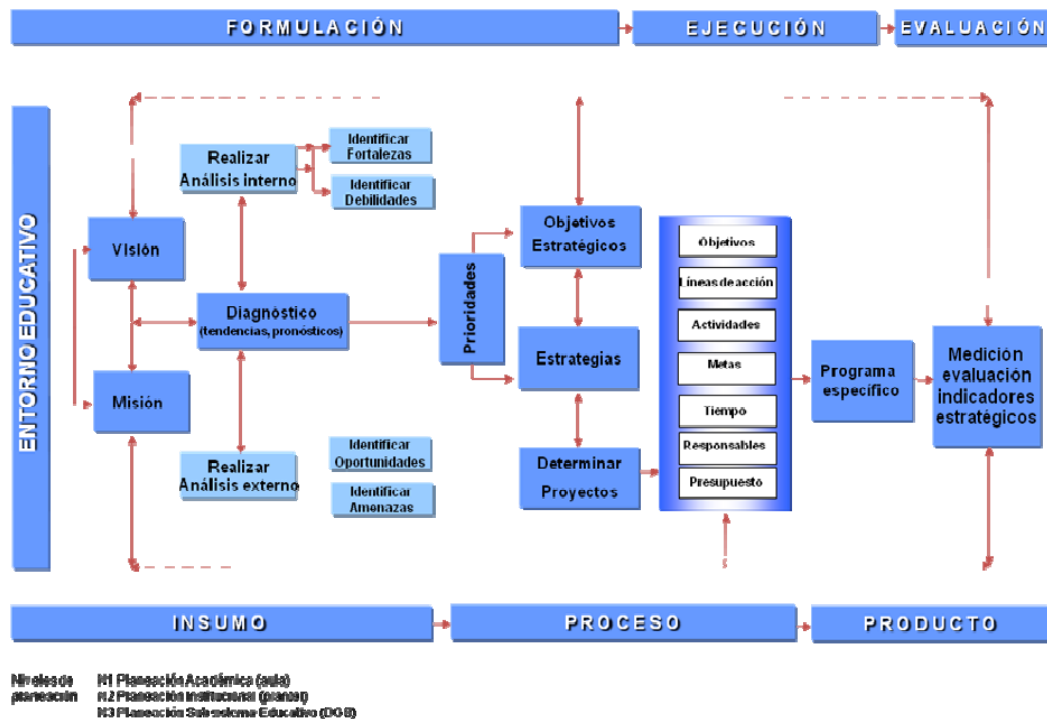 FORMULACIÓN
EJECUCIÓN
EVALUACIÓN
ENTORNO EDUCATIVO
Visión
Misión
Realizar
Análisis interno
Identificar
Fortalezas
Identificar
Debilidades
Diagnóstico
(tendencias, pronósticos)
Realizar
Análisis externo
Identificar
Oportunidades
Identificar
Amenazas
Prioridades
Objetivos
Estratégicos
Estrategias
Determinar
Proyectos
Objetivos
Líneas de acción
Actividades
Metas
Tiempo
Responsables
Presupuesto
Programa
específico
Medición
evaluación
indicadores
estratégicos
INSUMO
PROCESO
PRODUCTO
Niveles de
planeación
N1 Planeación Académica (aula)
N2 Planeación Institucional (plantel)
N3 Planeación Subsistema Educativo (DGB)